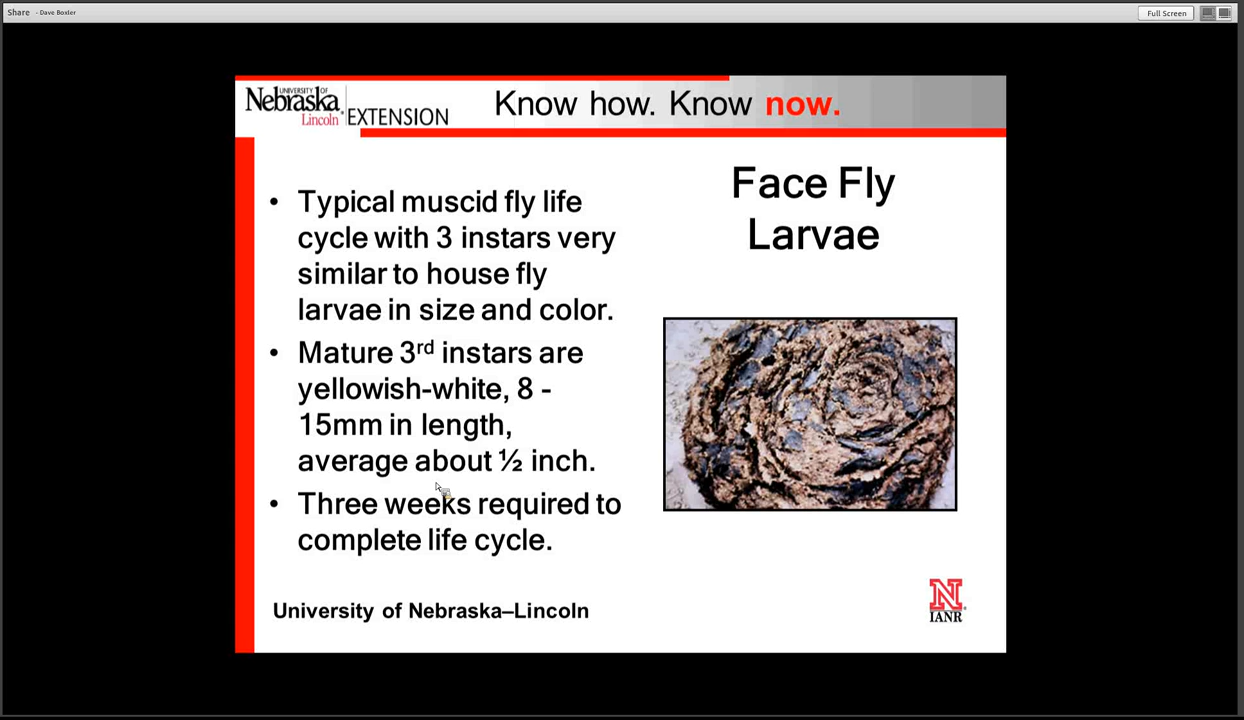 Share - Dave Boxler
Full Screen
UNIVERSITY OF
Nebraska
Lincoln
EXTENSION
Know how. Know now.
Face Fly
Larvae
• Typical muscid fly life
cycle with 3 instars very
similar to house fly
larvae in size and color.
• Mature 3rd instars are
yellowish-white, 8 -
15mm in length,
average about ½ inch.
• Three weeks required to
complete life cycle.
University of Nebraska–Lincoln
N
IANR